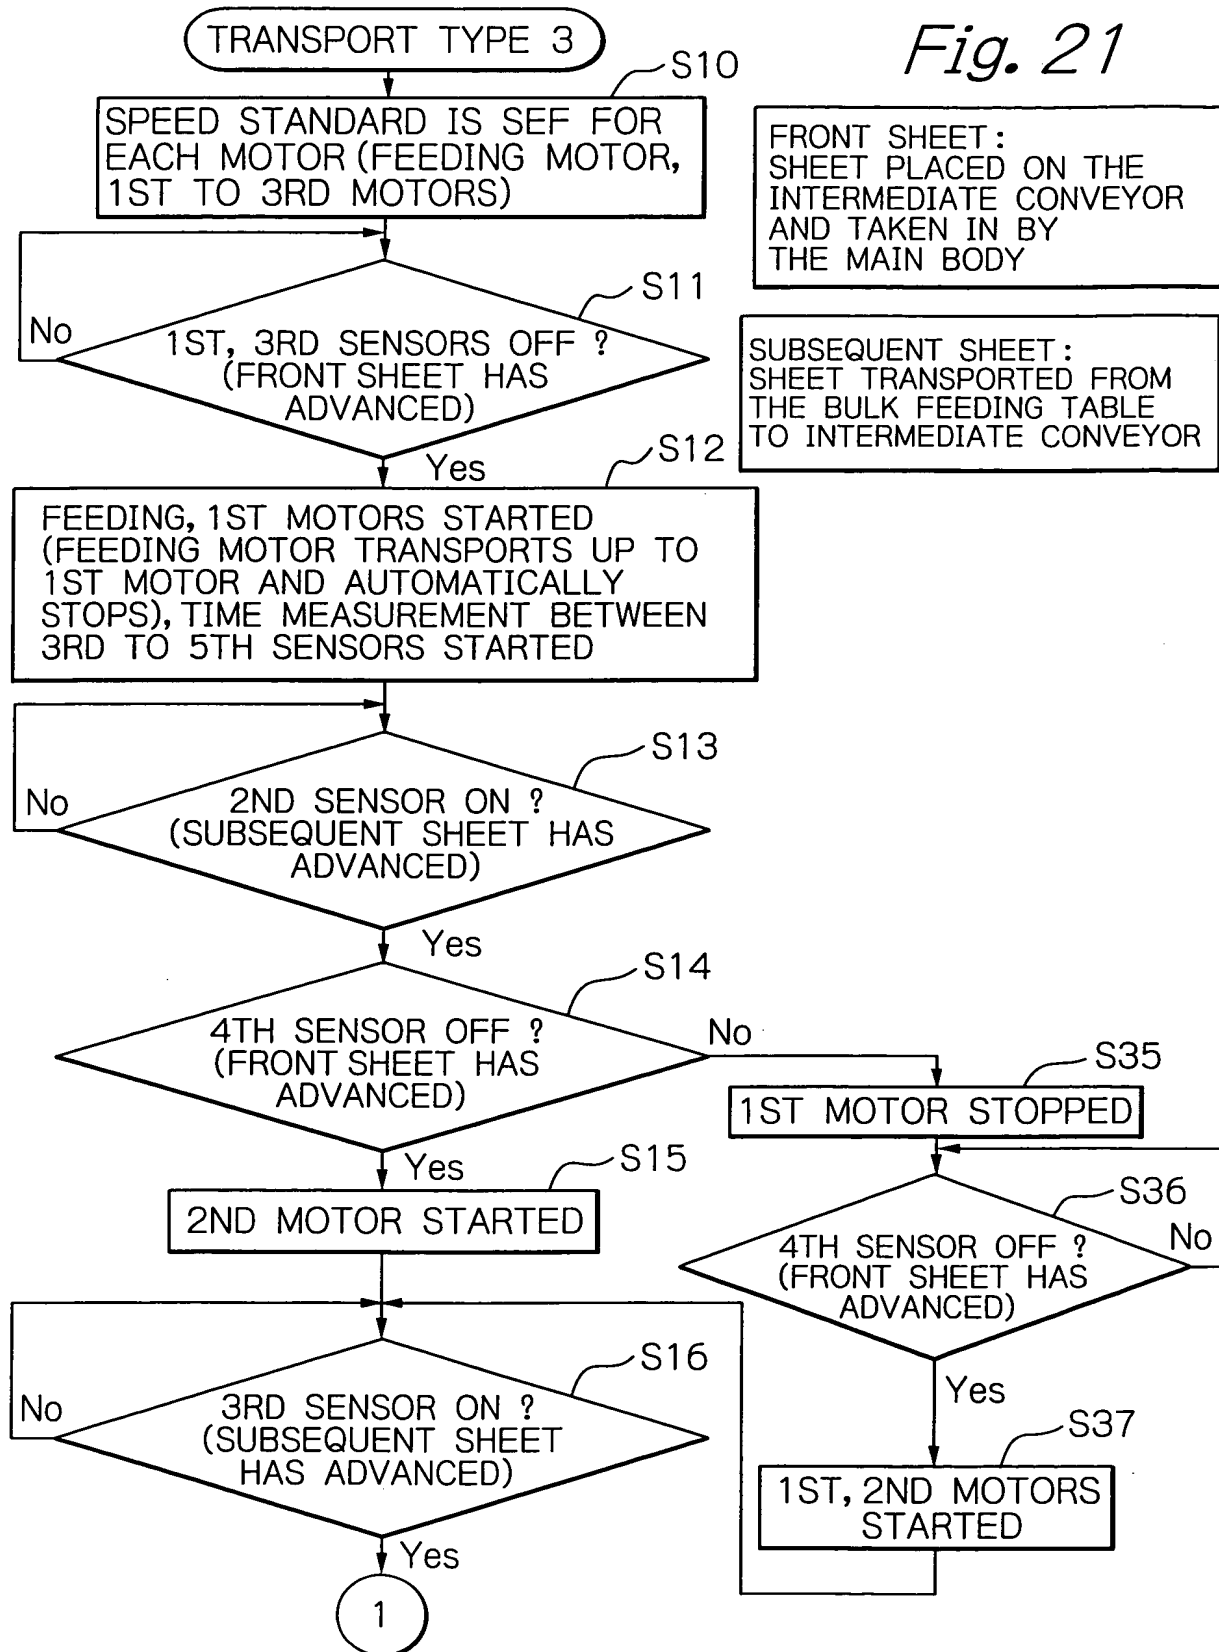 TRANSPORT TYPE 3
Fig. 21
S10
SPEED STANDARD IS SEF FOR
EACH MOTOR (FEEDING MOTOR,
1ST TO 3RD MOTORS)
FRONT SHEET:
SHEET PLACED ON THE
INTERMEDIATE CONVEYOR
AND TAKEN IN BY
THE MAIN BODY
S11
No
1ST, 3RD SENSORS OFF ?
(FRONT SHEET HAS
ADVANCED)
SUBSEQUENT SHEET:
SHEET TRANSPORTED FROM
THE BULK FEEDING TABLE
TO INTERMEDIATE CONVEYOR
Yes
S12
FEEDING, 1ST MOTORS STARTED
(FEEDING MOTOR TRANSPORTS UP TO
1ST MOTOR AND AUTOMATICALLY
STOPS), TIME MEASUREMENT BETWEEN
3RD TO 5TH SENSORS STARTED
S13
No
2ND SENSOR ON ?
(SUBSEQUENT SHEET HAS
ADVANCED)
Yes
S14
4TH SENSOR OFF ?
(FRONT SHEET HAS
ADVANCED)
No
S35
1ST MOTOR STOPPED
Yes
S15
2ND MOTOR STARTED
S36
4TH SENSOR OFF ?
(FRONT SHEET HAS
ADVANCED)
No
S16
No
3RD SENSOR ON ?
(SUBSEQUENT SHEET
HAS ADVANCED)
Yes
S37
1ST, 2ND MOTORS
STARTED
Yes
1